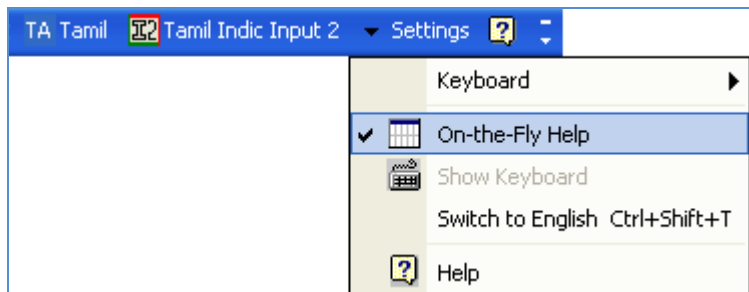 TA Tamil Tamil Indic Input 2 Settings
Keyboard
On-the-Fly Help
Show Keyboard
Switch to English Ctrl+Shift+T
Help